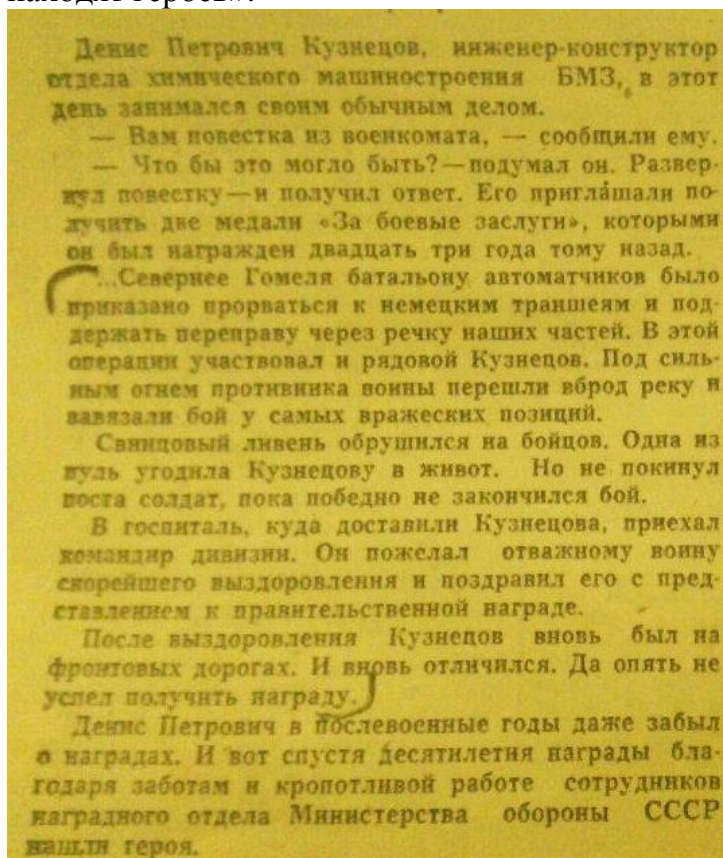 находит героев».
Денис Петрович Кузнецов, инженер-конструктор
отдела химического машиностроения БМЗ, в этот
день занимался своим обычным делом.
— Вам повестка из военкомата, — сообщили ему.
— Что бы это могло быть? — подумал он. Развер-
нул повестку — и получил ответ. Его приглашали по-
лучить две медали «За боевые заслуги», которыми
он был награжден двадцать три года тому назад.
...Севернее Гомеля батальону автоматчиков было
приказано прорваться к немецким траншеям и под-
держать переправу через речку наших частей. В этой
операции участвовал и рядовой Кузнецов. Под силь-
ным огнем противника воины перешли вброд реку и
завязали бой у самых вражеских позиций.
Свинцовый ливень обрушился на бойцов. Одна из
пуль угодила Кузнецову в живот. Но не покинул
поста солдат, пока победно не закончился бой.
В госпиталь, куда доставили Кузнецова, приехал
командир дивизии. Он пожелал отважному воину
скорейшего выздоровления и поздравил его с пред-
ставлением к правительственной награде.
После выздоровления Кузнецов вновь был на
фронтовых дорогах. И вновь отличился. Да опять не
успел получить награду.
Денис Петрович в послевоенные годы даже забыл
о наградах. И вот спустя десятилетия награды бла-
годаря заботам и кропотливой работе сотрудников
наградного отдела Министерства обороны СССР
нашли героя.